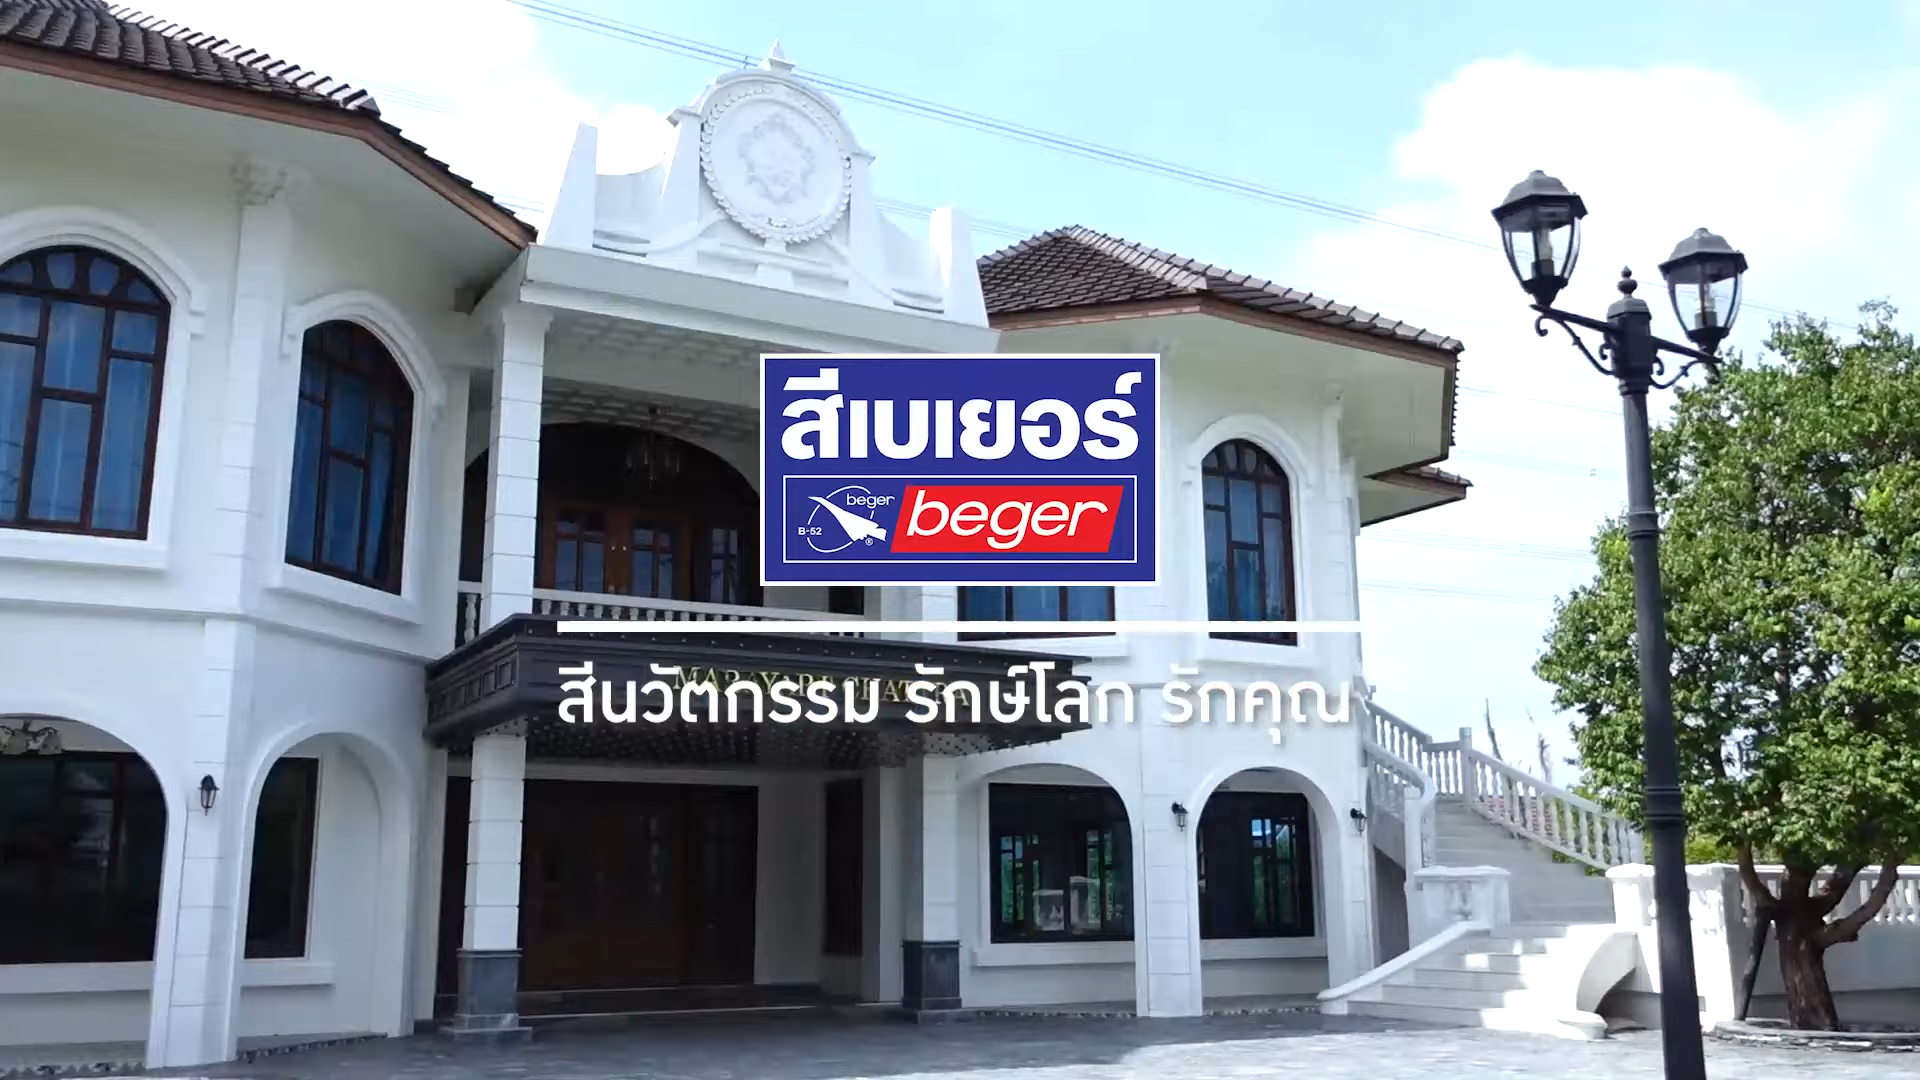 สีเบเยอร์
beger
B-52
®
beger
สีนวัตกรรม รักษ์โลก รักคุณ